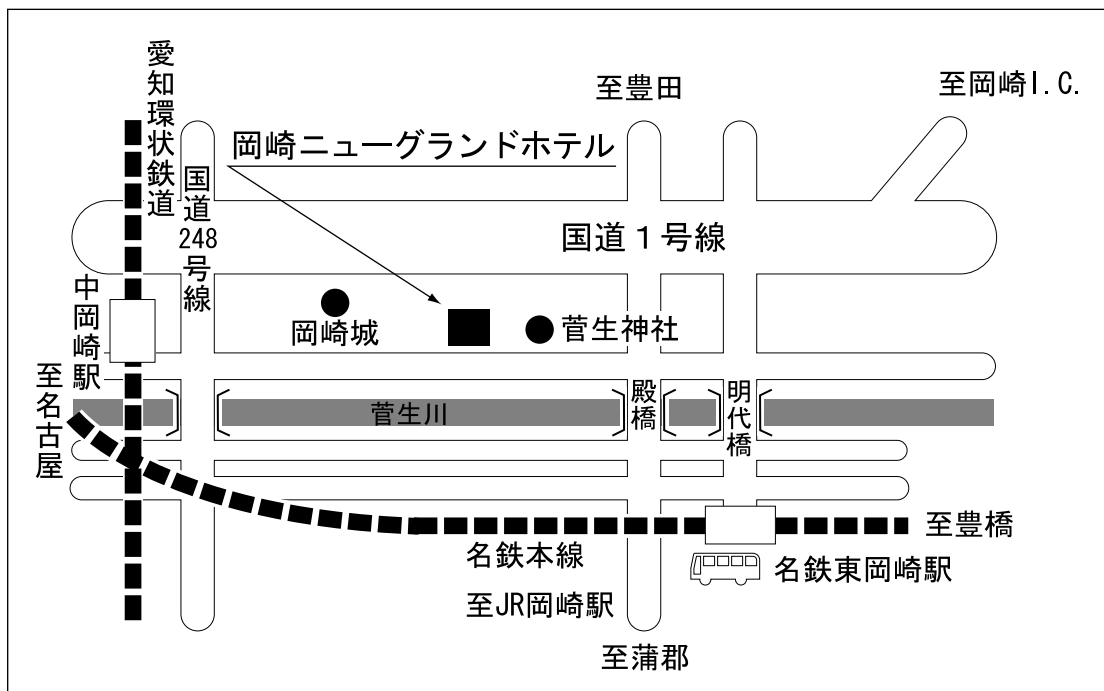 愛知環状鉄道
至豊田
至岡崎I.C.
岡崎ニューグランドホテル
国道248号線
国道1号線
中岡崎駅
岡崎城
菅生神社
至名古屋
菅生川
殿橋
明代橋
名鉄本線
至豊橋
名鉄東岡崎駅
至JR岡崎駅
至蒲郡